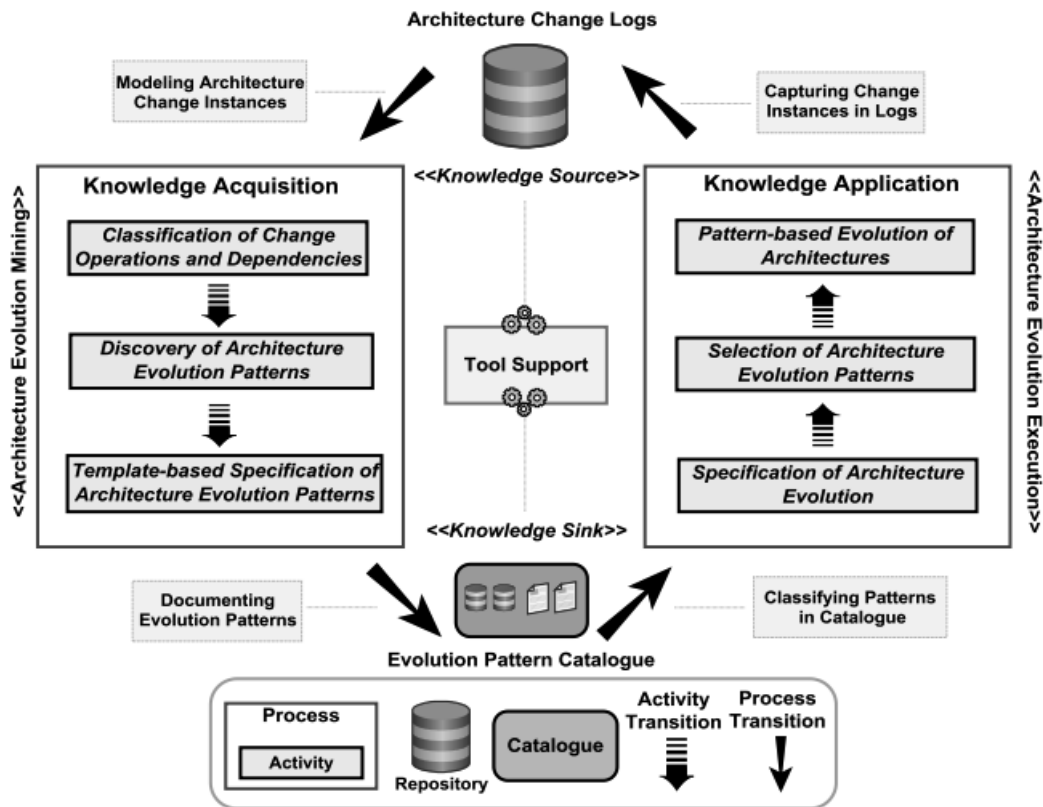 Architecture Change Logs
Modeling Architecture
Change Instances
Capturing Change
Instances in Logs
<<Knowledge Source>>
<<Architecture Evolution Mining>>
Knowledge Acquisition
Classification of Change
Operations and Dependencies
Discovery of Architecture
Evolution Patterns
Template-based Specification of
Architecture Evolution Patterns
Tool Support
Knowledge Application
Pattern-based Evolution of
Architectures
Selection of Architecture
Evolution Patterns
Specification of Architecture
Evolution
<<Architecture Evolution Execution>>
<<Knowledge Sink>>
Documenting
Evolution Patterns
Classifying Patterns
in Catalogue
Evolution Pattern Catalogue
Process
Activity
Repository
Catalogue
Activity
Transition
Process
Transition